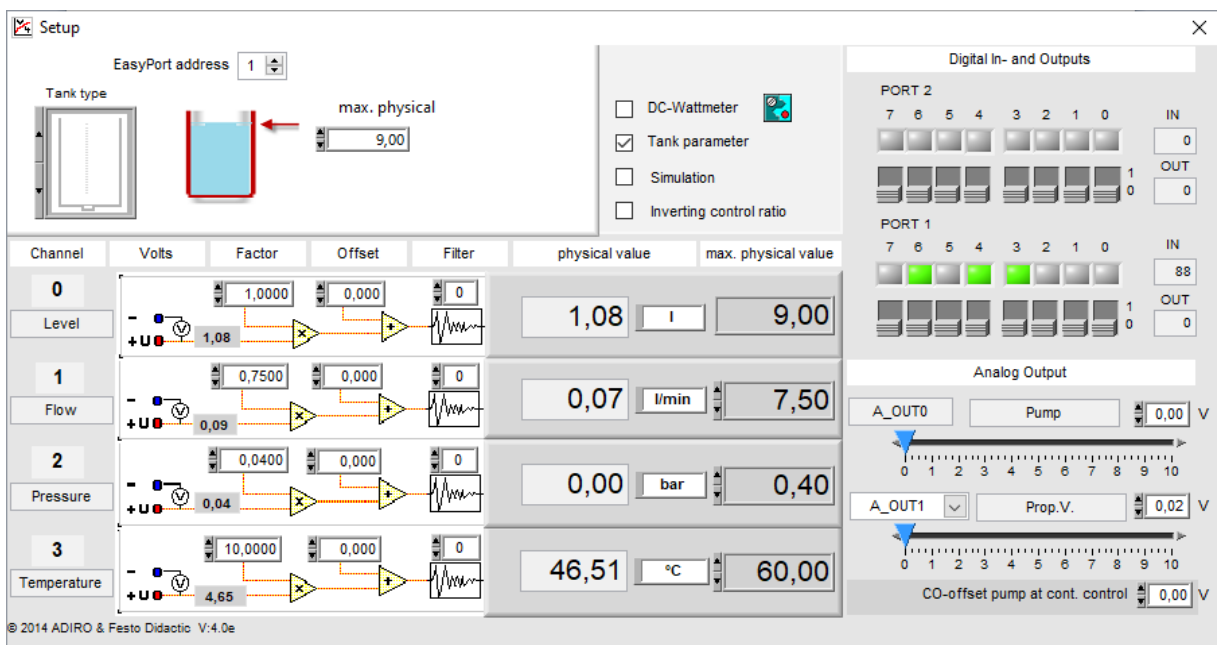 Setup
EasyPort address 1
Tank type
max. physical
9,00
DC-Wattmeter
Tank parameter
Simulation
Inverting control ratio
Channel Volts Factor Offset Filter physical value max. physical value
0
Level
- +U V 1,08 1,0000 x 0,000 + 0
1,08 l 9,00
1
Flow
- +U V 0,09 0,7500 x 0,000 + 0
0,07 l/min 7,50
2
Pressure
- +U V 0,04 0,0400 x 0,000 + 0
0,00 bar 0,40
3
Temperature
- +U V 4,65 10,0000 x 0,000 + 0
46,51 °C 60,00
© 2014 ADIRO & Festo Didactic V:4.0e
Digital In- and Outputs
PORT 2
7 6 5 4 3 2 1 0 IN
0
OUT
1
0 0
PORT 1
7 6 5 4 3 2 1 0 IN
88
OUT
1
0 0
Analog Output
A_OUT0 Pump 0,00 V
0 1 2 3 4 5 6 7 8 9 10
A_OUT1 Prop.V. 0,02 V
0 1 2 3 4 5 6 7 8 9 10
CO-offset pump at cont. control 0,00 V